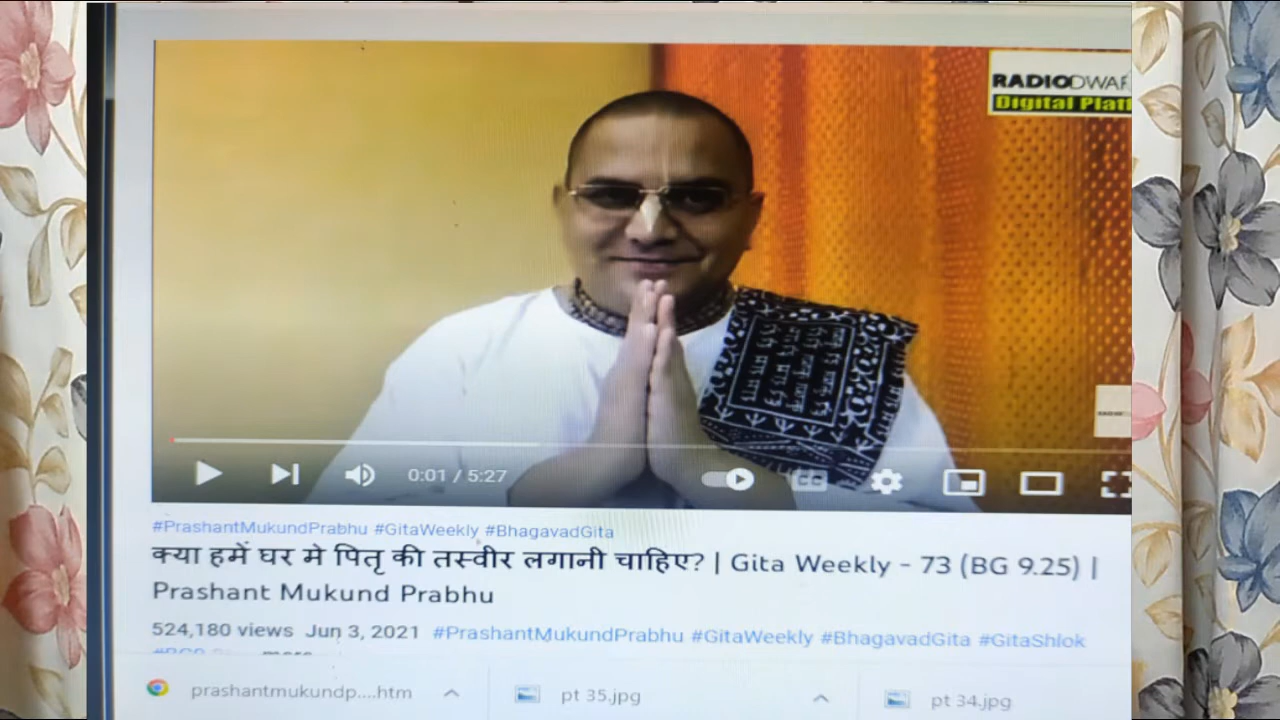 RADIODWAR
Digital Platf
0:01 / 5:27
#PrashantMukundPrabhu #GitaWeekly #BhagavadGita
क्या हमें घर मे पितृ की तस्वीर लगानी चाहिए? | Gita Weekly - 73 (BG 9.25) |
Prashant Mukund Prabhu
524,180 views Jun 3, 2021 #PrashantMukundPrabhu #GitaWeekly #BhagavadGita #GitaShlok
prashantmukundp....htm
pt 35.jpg
pt 34.jpg